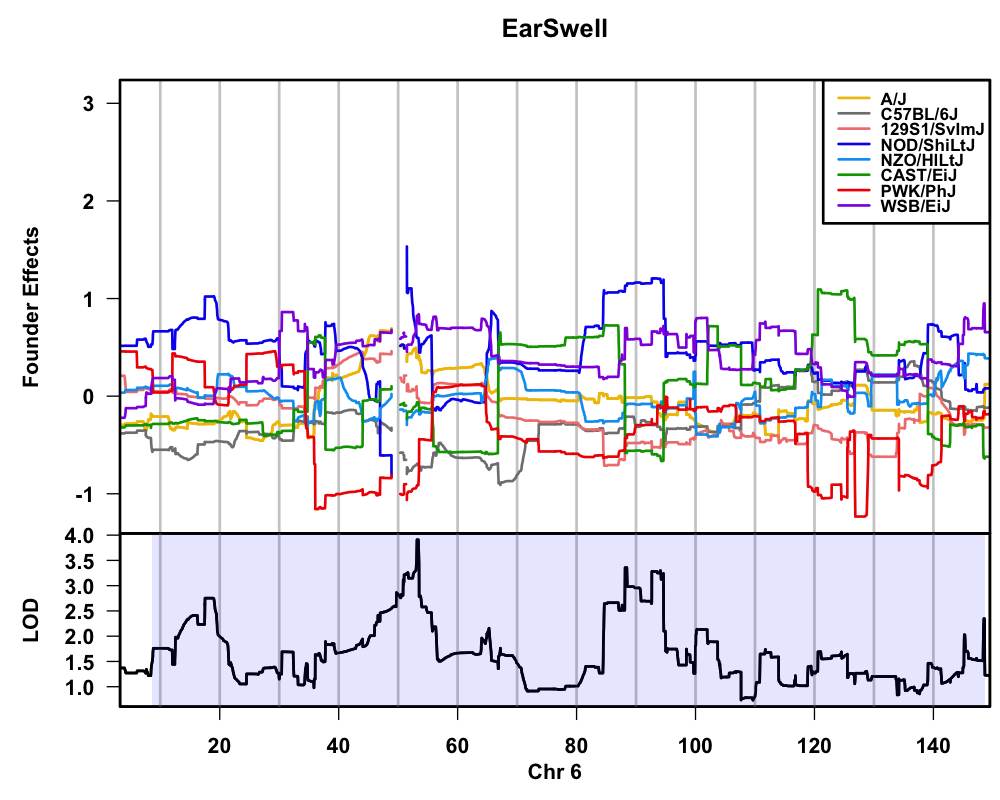 EarSwell
A/J
C57BL/6J
129S1/SvImJ
NOD/ShiLtJ
NZO/HlLtJ
CAST/EiJ
PWK/PhJ
WSB/EiJ
Founder Effects
3
2
1
0
-1
LOD
4.0
3.5
3.0
2.5
2.0
1.5
1.0
20 40 60 80 100 120 140
Chr 6